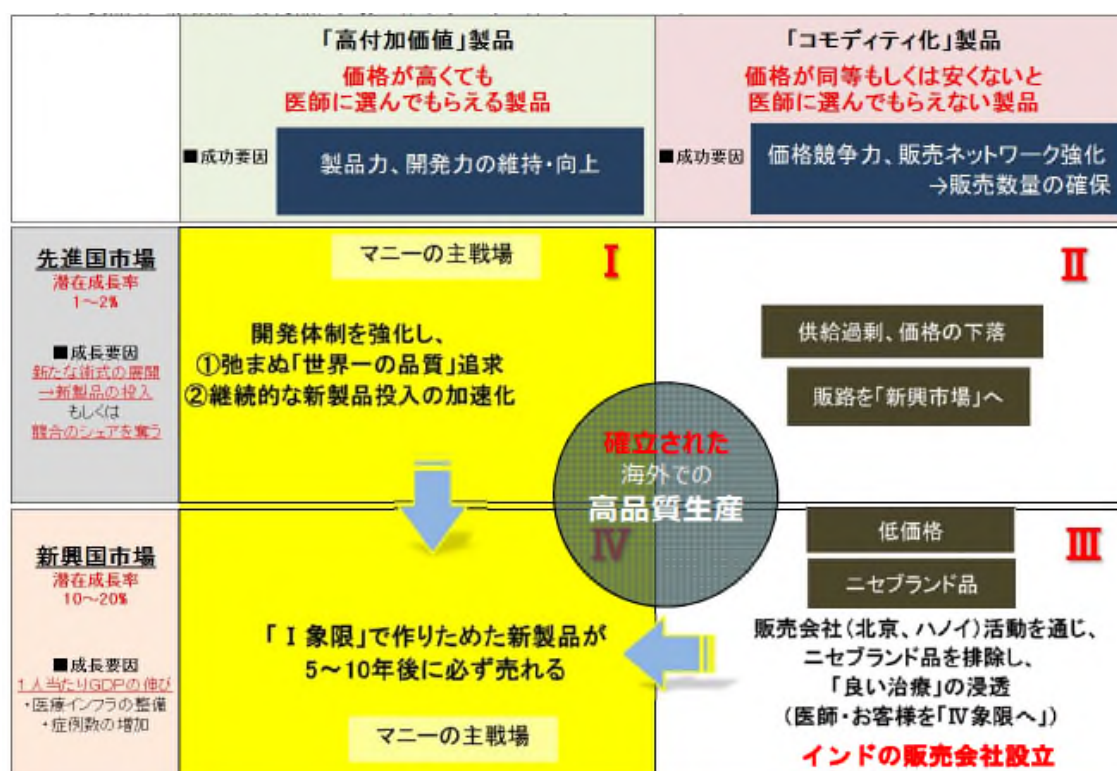 「高付加価値」製品
価格が高くても
医師に選んでもらえる製品
■成功要因
製品力、開発力の維持・向上
「コモディティ化」製品
価格が同等もしくは安くないと
医師に選んでもらえない製品
■成功要因
価格競争力、販売ネットワーク強化
→販売数量の確保
先進国市場
潜在成長率
1～2%
■成長要因
新たな術式の展開
→新製品の投入
もしくは
競合のシェアを奪う
マニーの主戦場
Ⅰ
開発体制を強化し、
①弛まぬ「世界一の品質」追求
②継続的な新製品投入の加速化
Ⅱ
供給過剰、価格の下落
販路を「新興市場」へ
確立された
海外での
高品質生産
新興国市場
潜在成長率
10～20%
■成長要因
1人当たりGDPの伸び
・医療インフラの整備
・症例数の増加
Ⅳ
「Ⅰ象限」で作りためた新製品が
5～10年後に必ず売れる
マニーの主戦場
Ⅲ
低価格
ニセブランド品
販売会社(北京、ハノイ)活動を通じ、
ニセブランド品を排除し、
「良い治療」の浸透
(医師・お客様を「Ⅳ象限へ」)
インドの販売会社設立